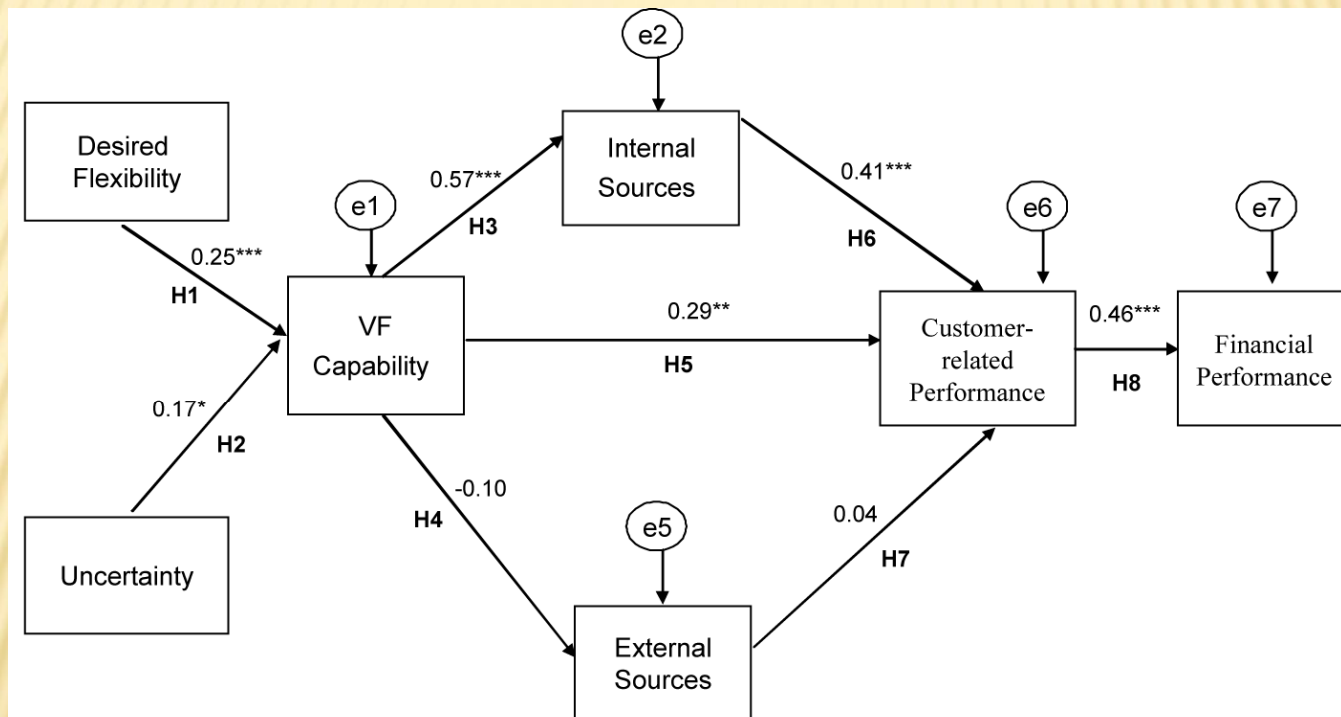 e2
Desired
Flexibility
Internal
Sources
0.57***
0.41***
e1
H3
H6
e6
e7
0.25***
H1
VF
Capability
0.29**
H5
Customer-
related
Performance
0.46***
H8
Financial
Performance
0.17*
H2
-0.10
H4
e5
0.04
H7
Uncertainty
External
Sources